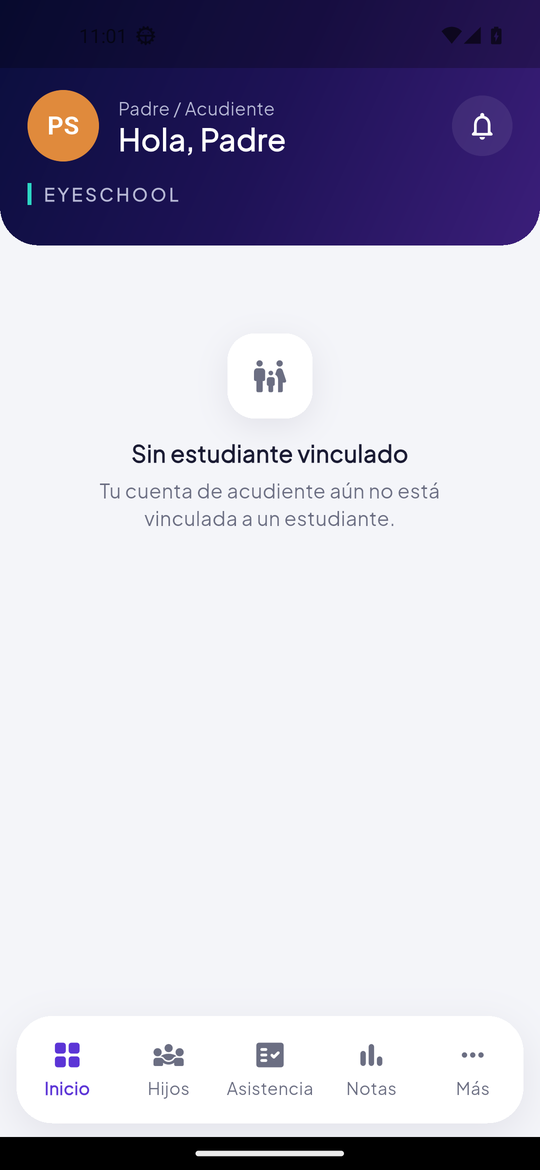 11:01
PS
Padre / Acudiente
Hola, Padre
EYESCHOOL
Sin estudiante vinculado
Tu cuenta de acudiente aún no está
vinculada a un estudiante.
Inicio
Hijos
Asistencia
Notas
Más